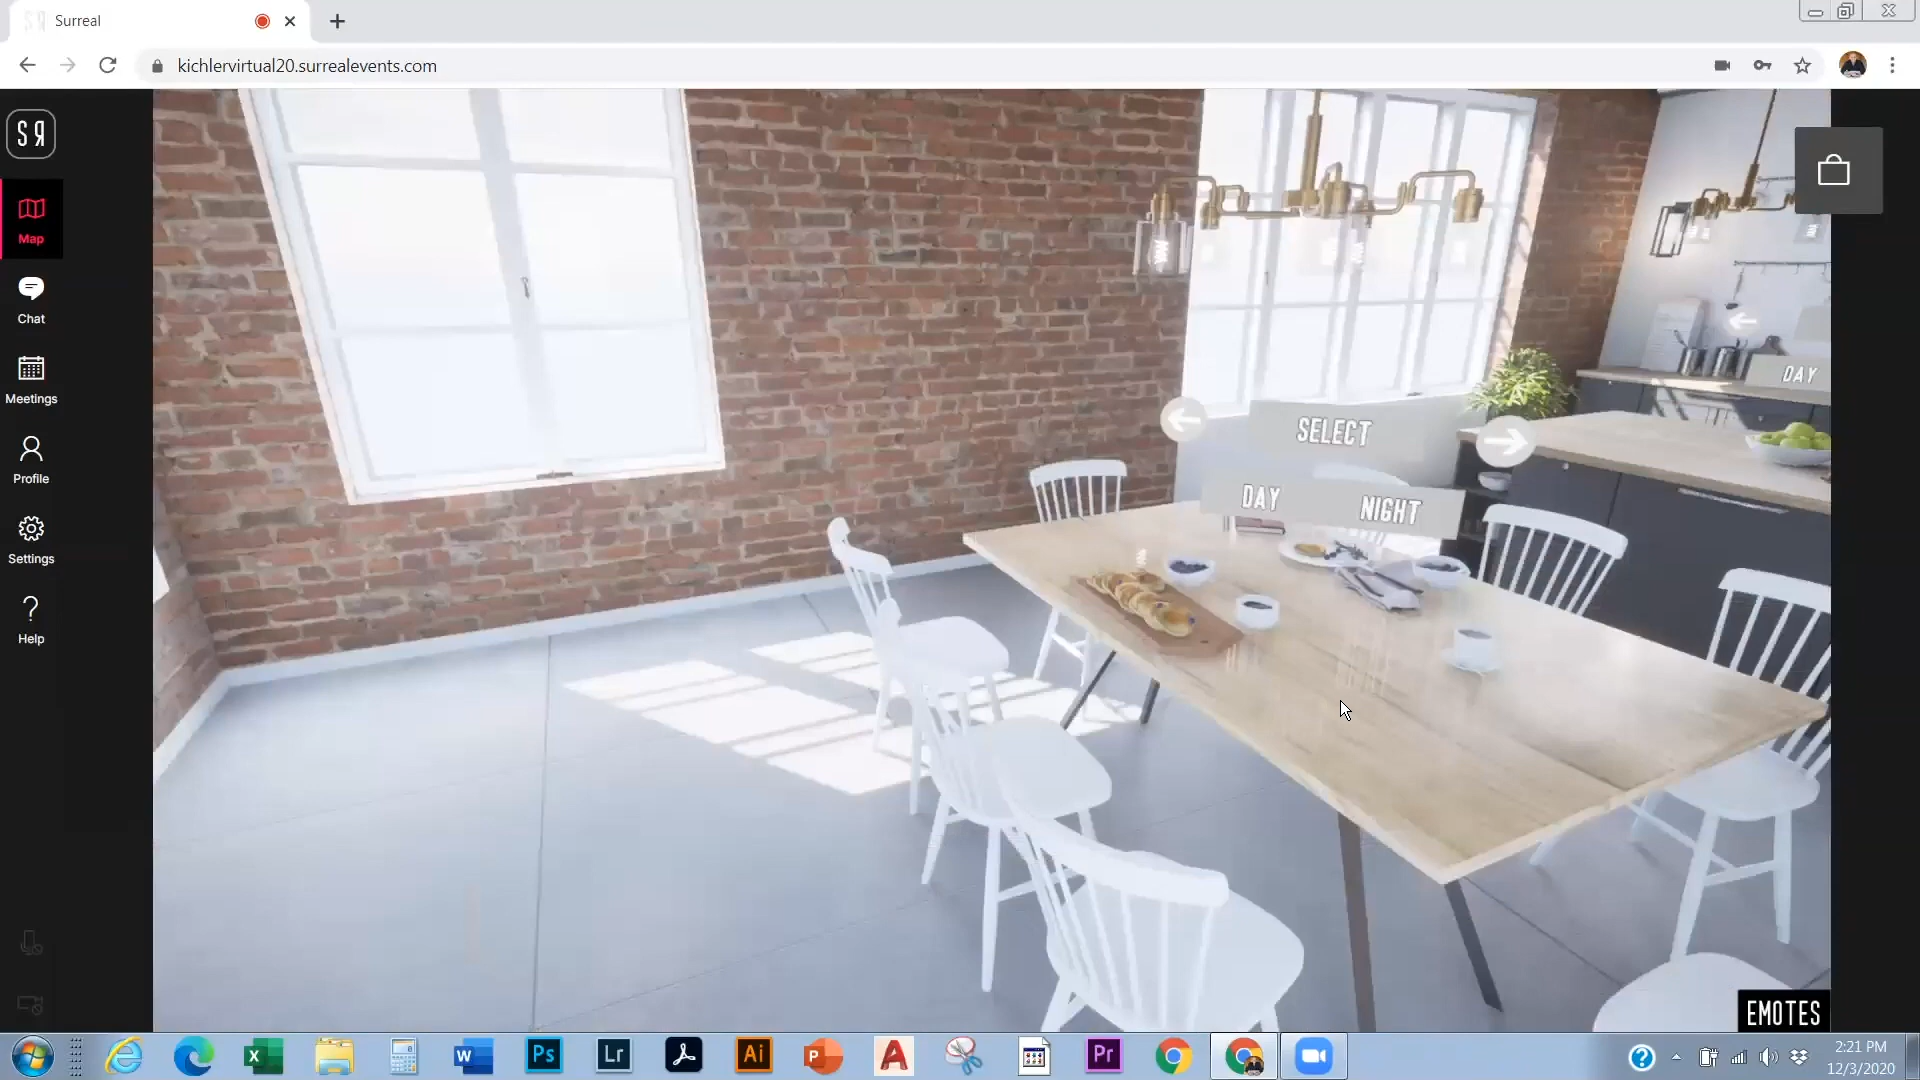 Surreal
kichlervirtual20.surrealevents.com
SЯ
Map
Chat
Meetings
Profile
Settings
Help
SELECT
DAY NIGHT
DAY
EMOTES
X
W
Ps
Lr
Ai
P
Pr
2:21 PM
12/3/2020